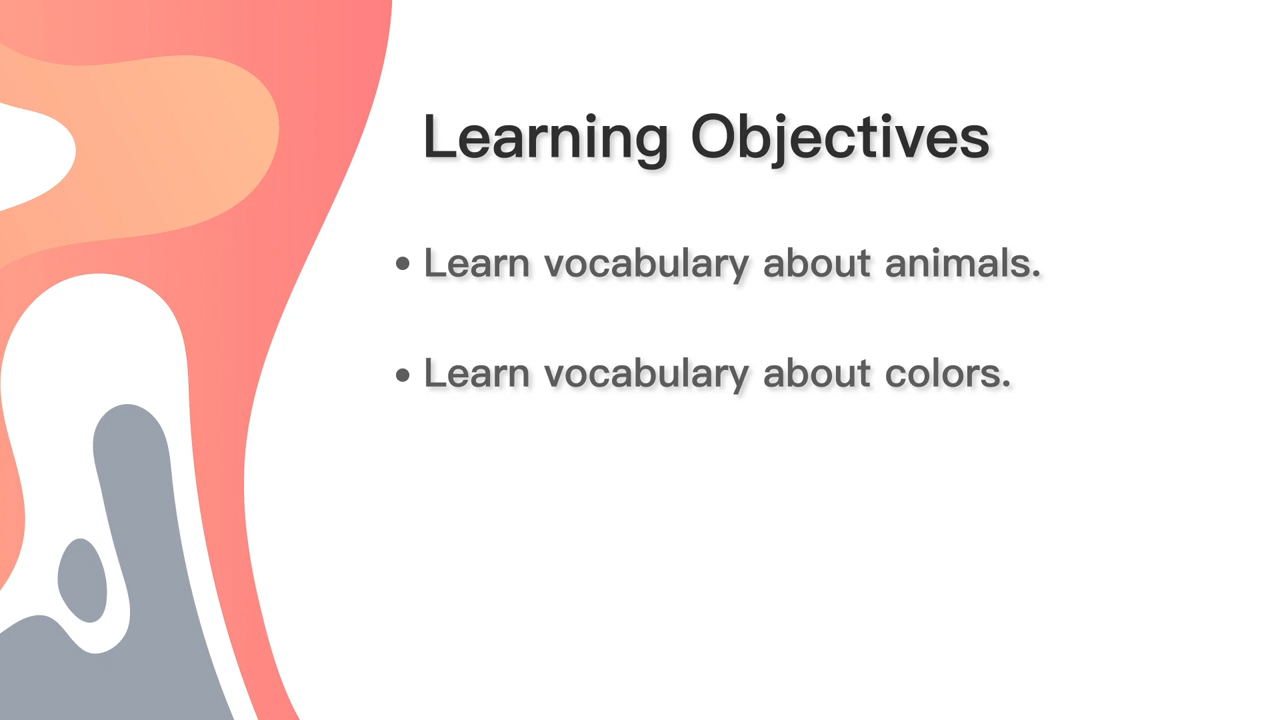 Learning Objectives
• Learn vocabulary about animals.
• Learn vocabulary about colors.